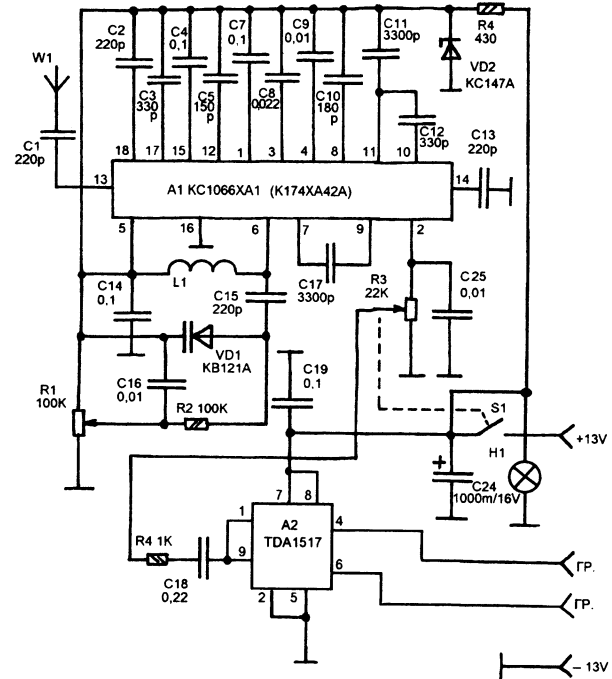 W1
C1
220p
C2
220p
C3
330
p
C4
0,1
C5
150
p
C7
0,1
C8
0,022
C9
0,01
C10
180
p
C11
3300p
C12
330p
C13
220p
R4
430
VD2
KC147A
18 17 15 12 1 3 4 8 11 10
13
A1 KC1066XA1 (K174XA42A)
14
5 16 6 7 9 2
C14
0,1
L1
C15
220p
C17
3300p
R3
22K
C25
0,01
VD1
KB121A
C16
0,01
R1
100K
R2 100K
C19
0,1
S1
+13V
H1
+
C24
1000m/16V
7 8
A2
TDA1517
1
9
4
6
2 5
R4 1K
C18
0,22
ГР.
ГР.
– 13V